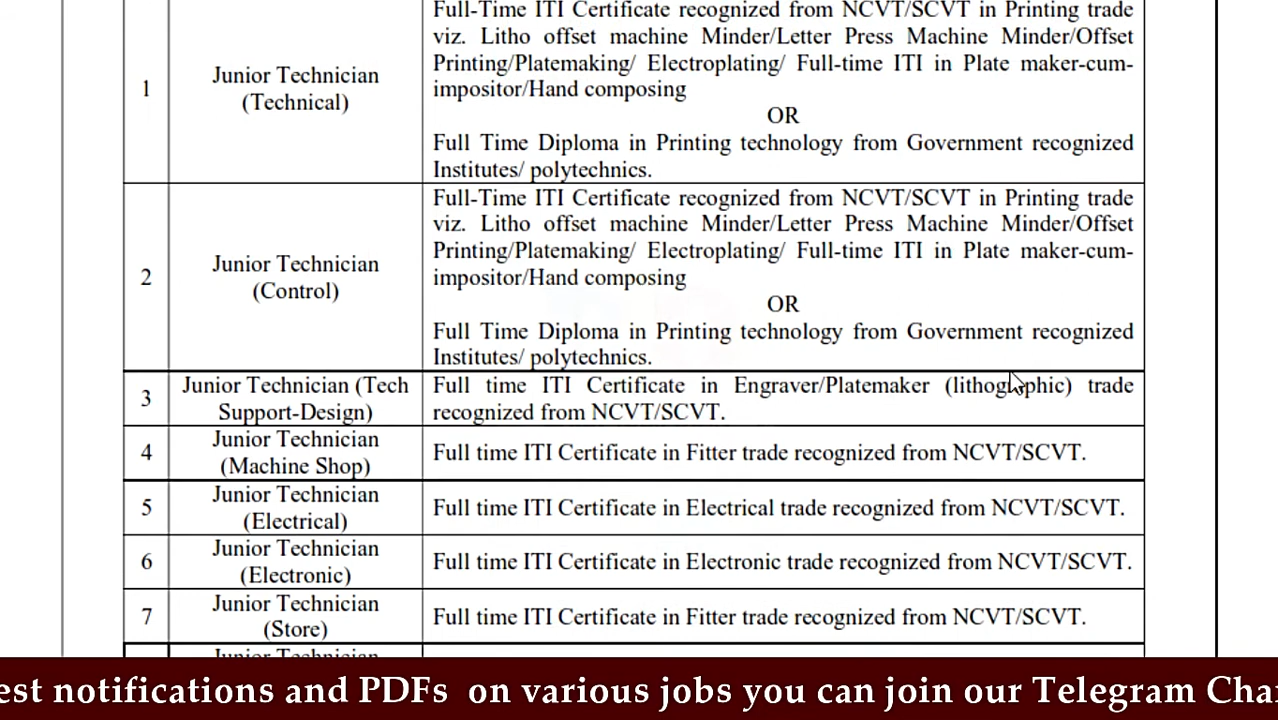 Full-Time ITI Certificate recognized from NCVT/SCVT in Printing trade
viz. Litho offset machine Minder/Letter Press Machine Minder/Offset
Printing/Platemaking/ Electroplating/ Full-time ITI in Plate maker-cum-
impositor/Hand composing
OR
Full Time Diploma in Printing technology from Government recognized
Institutes/ polytechnics.
1
Junior Technician
(Technical)
Full-Time ITI Certificate recognized from NCVT/SCVT in Printing trade
viz. Litho offset machine Minder/Letter Press Machine Minder/Offset
Printing/Platemaking/ Electroplating/ Full-time ITI in Plate maker-cum-
impositor/Hand composing
OR
Full Time Diploma in Printing technology from Government recognized
Institutes/ polytechnics.
2
Junior Technician
(Control)
3
Junior Technician (Tech
Support-Design)
Full time ITI Certificate in Engraver/Platemaker (lithographic) trade
recognized from NCVT/SCVT.
4
Junior Technician
(Machine Shop)
Full time ITI Certificate in Fitter trade recognized from NCVT/SCVT.
5
Junior Technician
(Electrical)
Full time ITI Certificate in Electrical trade recognized from NCVT/SCVT.
6
Junior Technician
(Electronic)
Full time ITI Certificate in Electronic trade recognized from NCVT/SCVT.
7
Junior Technician
(Store)
Full time ITI Certificate in Fitter trade recognized from NCVT/SCVT.
Junior Technician
est notifications and PDFs on various jobs you can join our Telegram Cha